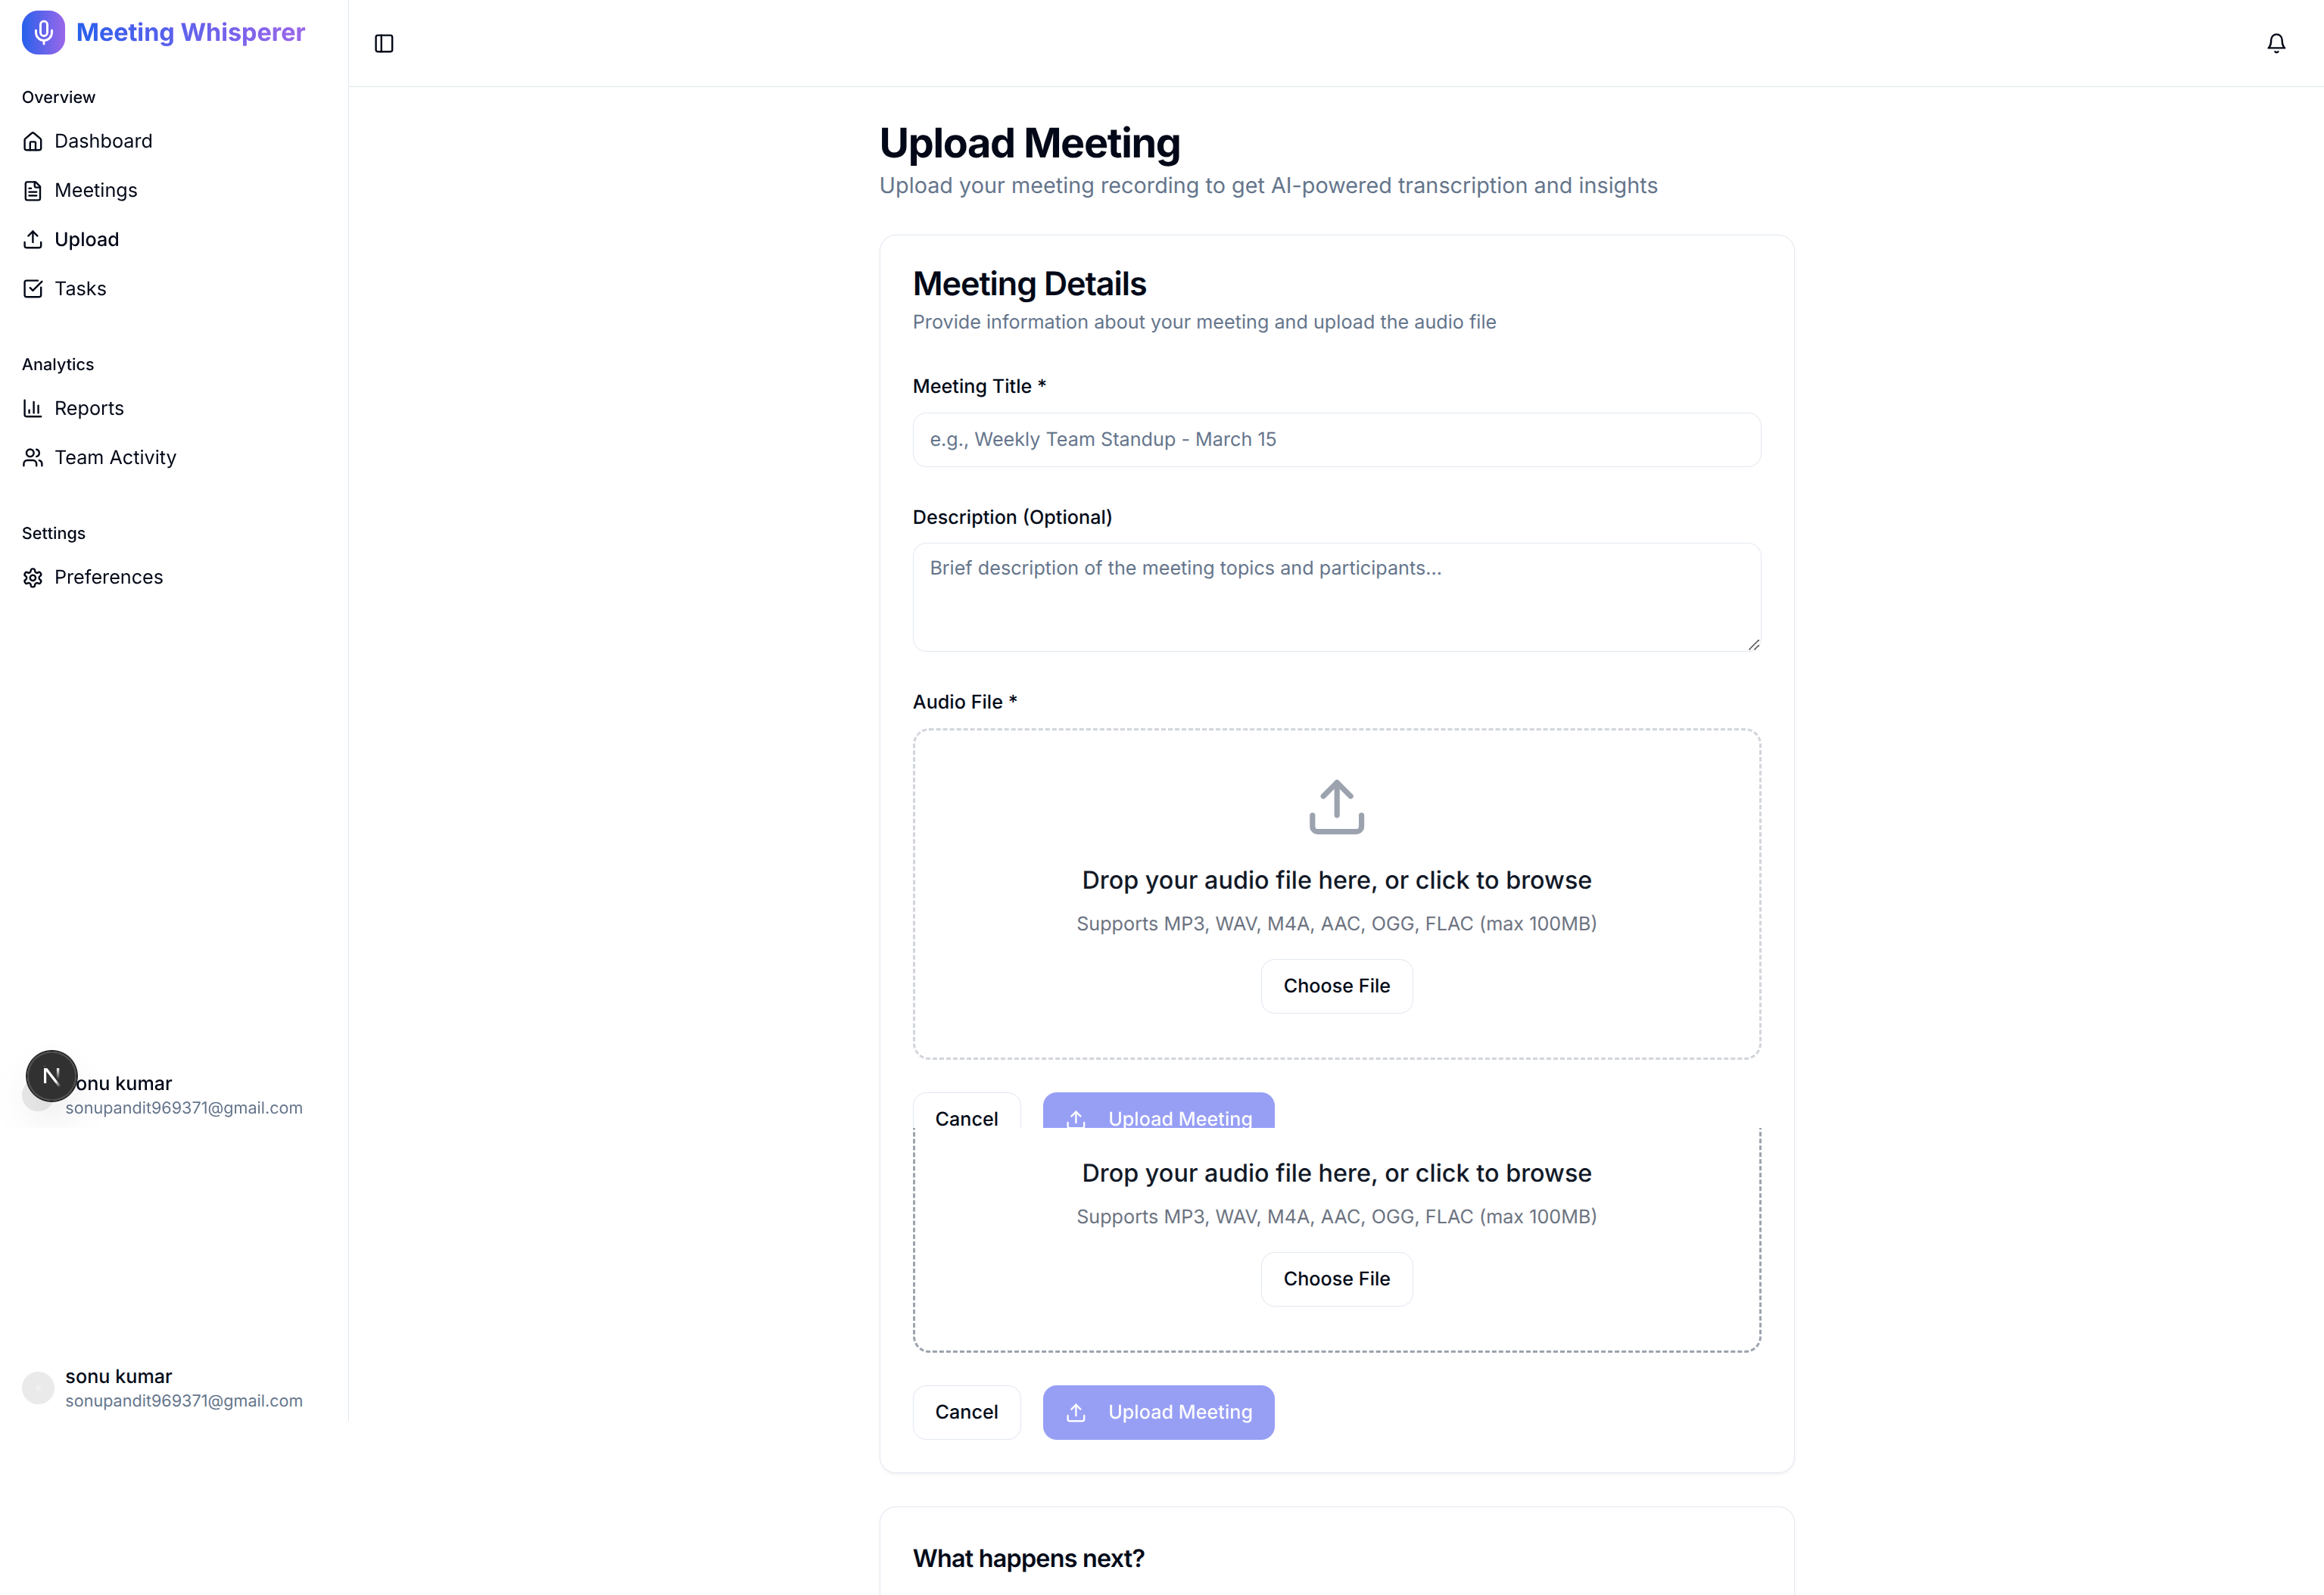 Meeting Whisperer
Overview
Dashboard
Meetings
Upload
Tasks
Analytics
Reports
Team Activity
Settings
Preferences
N
onu kumar
sonupandit969371@gmail.com
sonu kumar
sonupandit969371@gmail.com
Upload Meeting
Upload your meeting recording to get AI-powered transcription and insights
Meeting Details
Provide information about your meeting and upload the audio file
Meeting Title *
e.g., Weekly Team Standup - March 15
Description (Optional)
Brief description of the meeting topics and participants...
Audio File *
Drop your audio file here, or click to browse
Supports MP3, WAV, M4A, AAC, OGG, FLAC (max 100MB)
Choose File
Cancel
Upload Meeting
Drop your audio file here, or click to browse
Supports MP3, WAV, M4A, AAC, OGG, FLAC (max 100MB)
Choose File
Cancel
Upload Meeting
What happens next?